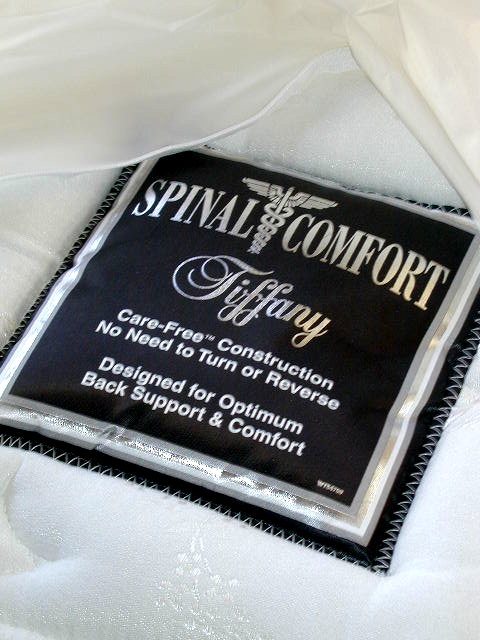 SPINAL COMFORT
Tiffany
Care-Free™ Construction
No Need to Turn or Reverse
Designed for Optimum
Back Support & Comfort